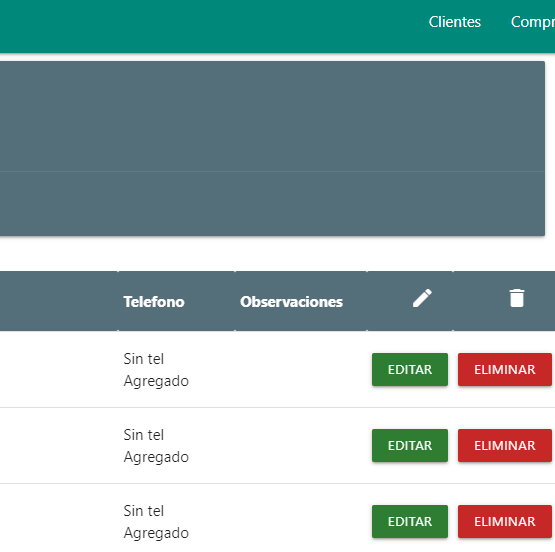 Clientes Compr
Telefono Observaciones
Sin tel
Agregado
EDITAR ELIMINAR
Sin tel
Agregado
EDITAR ELIMINAR
Sin tel
Agregado
EDITAR ELIMINAR